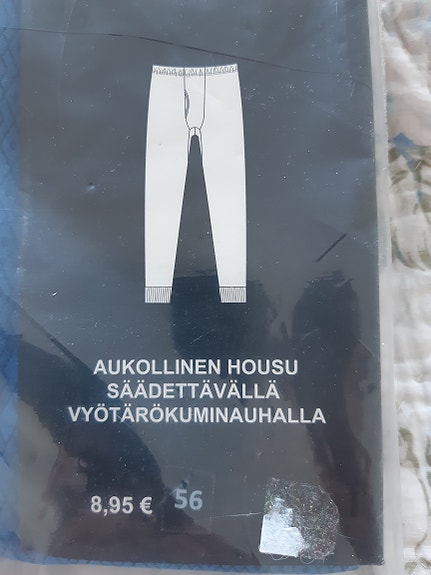 AUKOLLINEN HOUSU
SÄÄDETTÄVÄLLÄ
VYÖTÄRÖKUMINAUHALLA
8,95 € 56